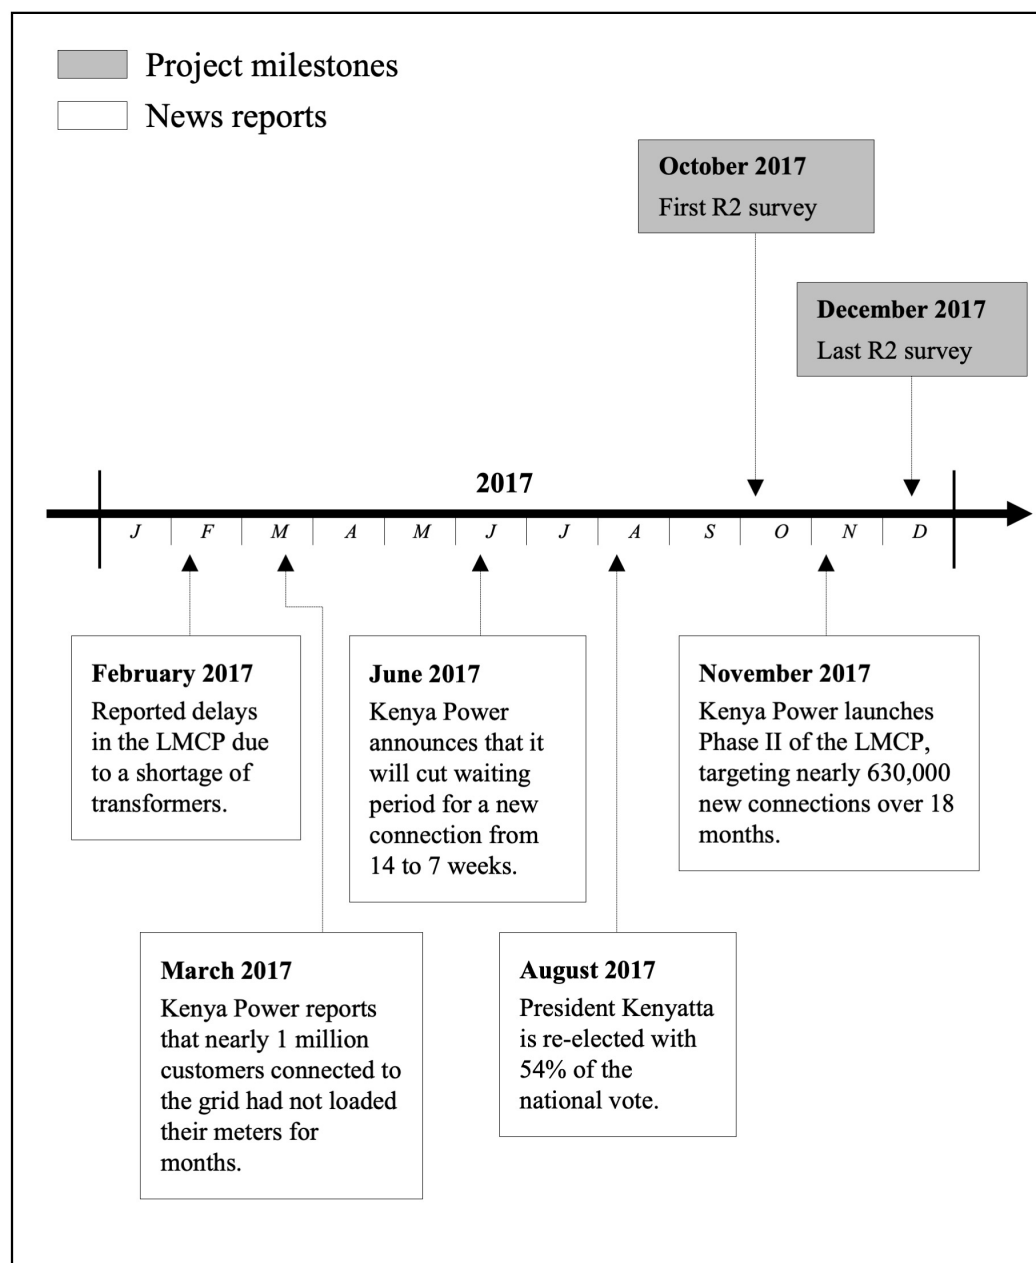 Project milestones
News reports
October 2017
First R2 survey
December 2017
Last R2 survey
2017
J F M A M J J A S O N D
February 2017
Reported delays
in the LMCP due
to a shortage of
transformers.
June 2017
Kenya Power
announces that it
will cut waiting
period for a new
connection from
14 to 7 weeks.
November 2017
Kenya Power launches
Phase II of the LMCP,
targeting nearly 630,000
new connections over 18
months.
March 2017
Kenya Power reports
that nearly 1 million
customers connected to
the grid had not loaded
their meters for
months.
August 2017
President Kenyatta
is re-elected with
54% of the
national vote.